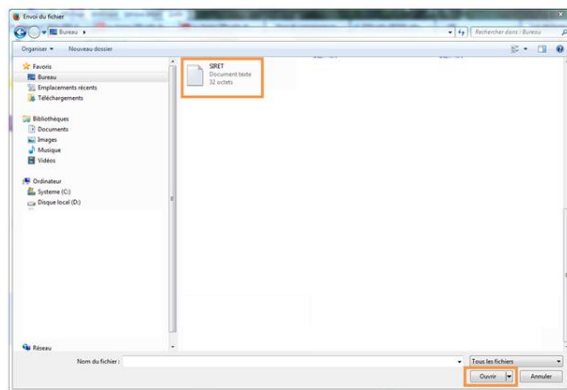 Envoi du fichier
Bureau
Rechercher dans : Bureau
Organiser
Nouveau dossier
Favoris
Bureau
Emplacements récents
Téléchargements
Bibliothèques
Documents
Images
Musique
Vidéos
Ordinateur
Systeme (C:)
Disque local (D:)
Réseau
SIRET
Document texte
32 octets
Nom du fichier :
Tous les fichiers
Ouvrir
Annuler